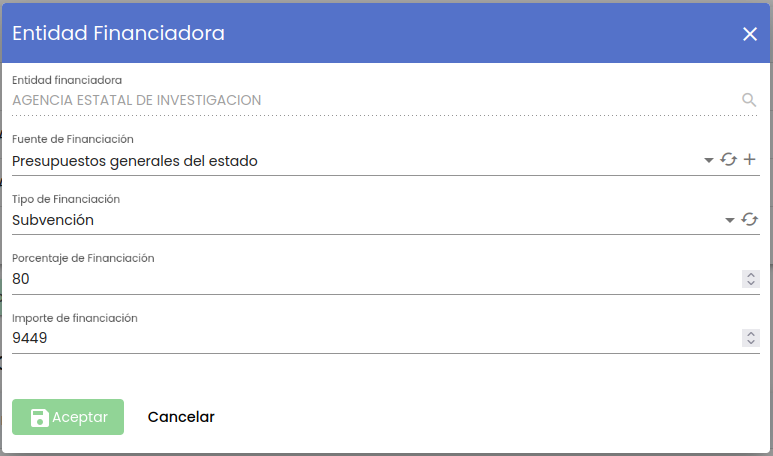 Entidad Financiadora
Entidad financiadora
AGENCIA ESTATAL DE INVESTIGACION
Fuente de Financiación
Presupuestos generales del estado
Tipo de Financiación
Subvención
Porcentaje de Financiación
80
Importe de financiación
9449
Aceptar Cancelar